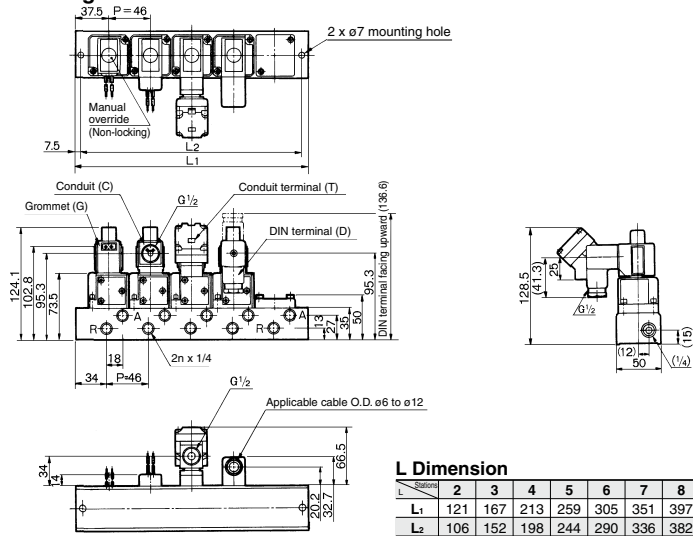 37.5
P = 46
2 x ø7 mounting hole
Manual
override
(Non-locking)
7.5
L2
L1
Conduit (C)
G1/2
Conduit terminal (T)
Grommet (G)
DIN terminal (D)
DIN terminal facing upward (136.6)
124.1
102.8
95.3
73.5
95.3
R
A
R
A
13
27
35
50
18
2n x 1/4
34
P=46
128.5
(41.3)
25
G1/2
(12)
50
(1/4)
(15)
G1/2
Applicable cable O.D. ø6 to ø12
34
4
66.5
20.2
32.7
L Dimension
L Stations 2 3 4 5 6 7 8
L1 121 167 213 259 305 351 397
L2 106 152 198 244 290 336 382